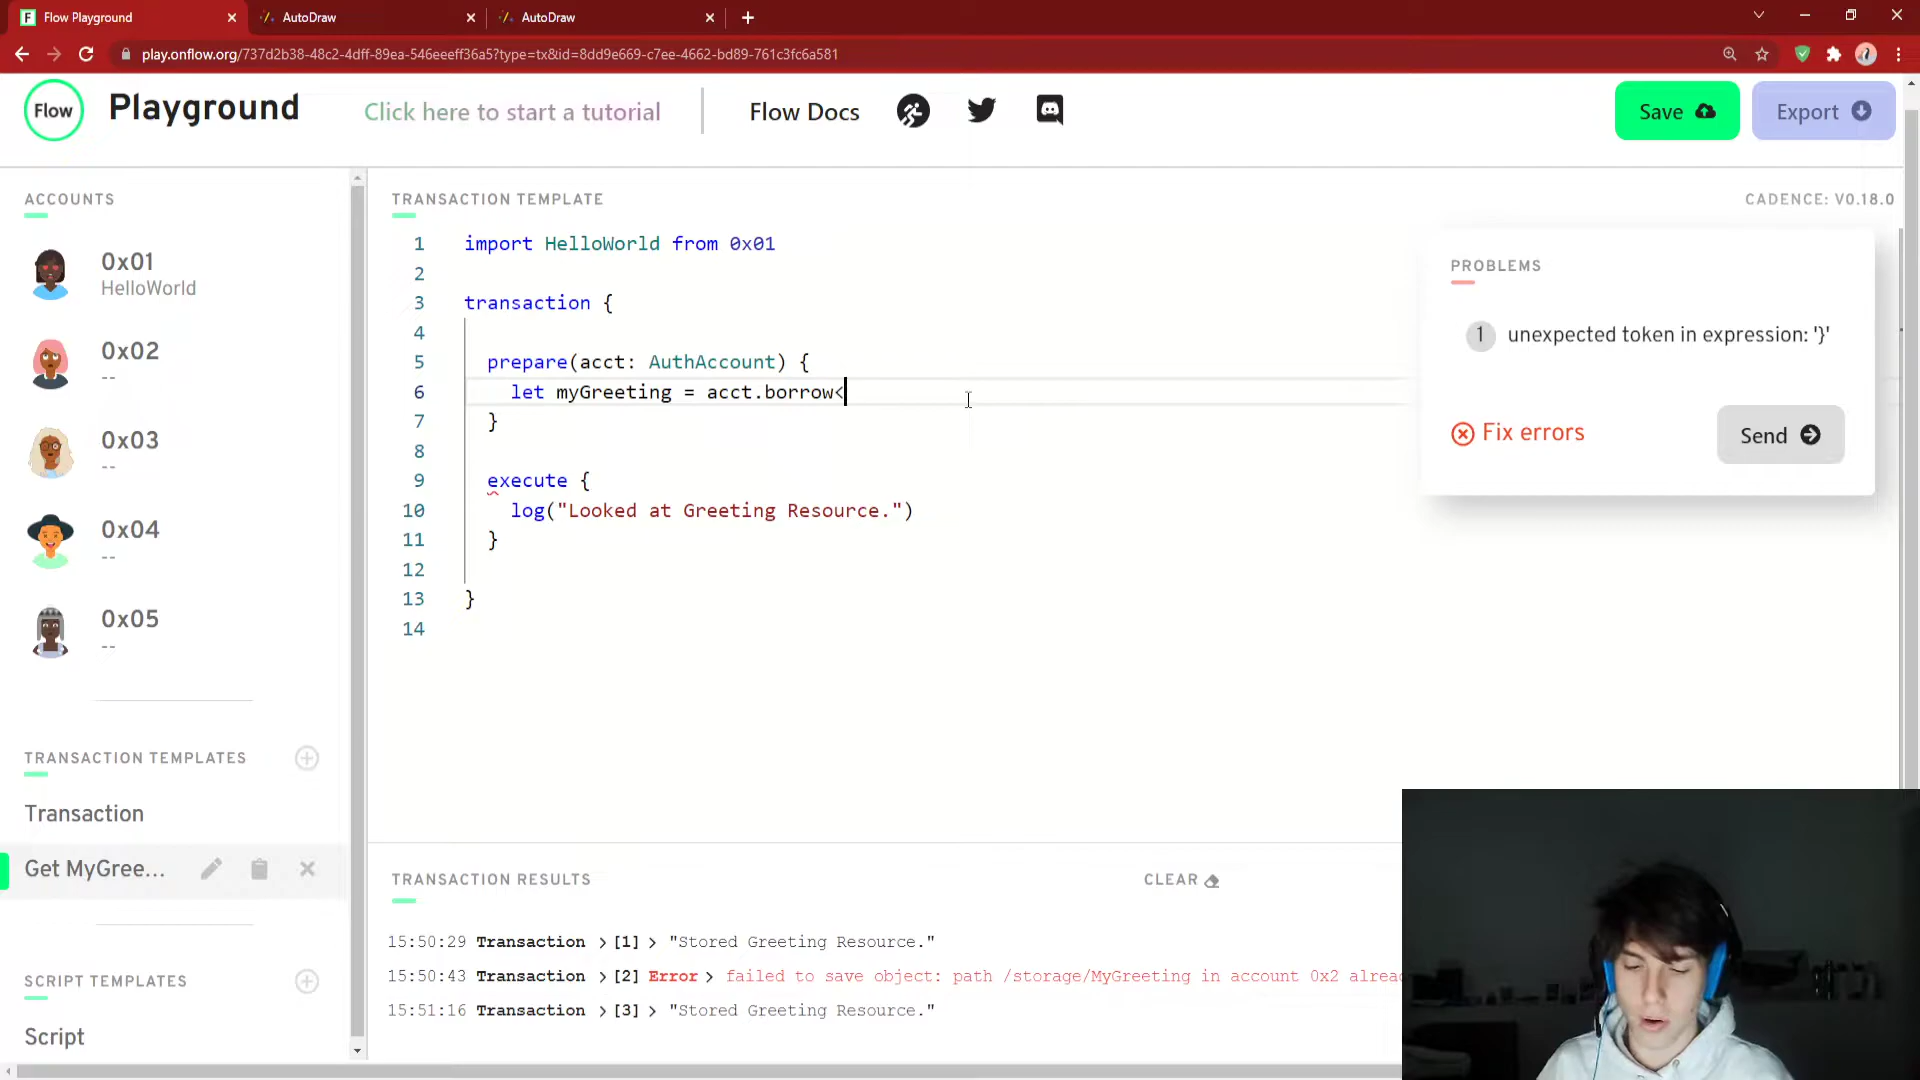 Flow Playground
AutoDraw
AutoDraw
play.onflow.org/737d2b38-48c2-4dff-89ea-546eeeff36a5?type=tx&id=8dd9e669-c7ee-4662-bd89-761c3fc6a581
Flow
Playground
Click here to start a tutorial
Flow Docs
Save
Export
ACCOUNTS
0x01
HelloWorld
0x02
--
0x03
--
0x04
--
0x05
--
TRANSACTION TEMPLATES
Transaction
Get MyGree...
SCRIPT TEMPLATES
Script
TRANSACTION TEMPLATE
CADENCE: V0.18.0
1 import HelloWorld from 0x01
2
3 transaction {
4
5 prepare(acct: AuthAccount) {
6 let myGreeting = acct.borrow<
7 }
8
9 execute {
10 log("Looked at Greeting Resource.")
11 }
12
13 }
14
PROBLEMS
1 unexpected token in expression: '}'
Fix errors
Send
TRANSACTION RESULTS
CLEAR
15:50:29 Transaction > [1] > "Stored Greeting Resource."
15:50:43 Transaction > [2] Error > failed to save object: path /storage/MyGreeting in account 0x2 alrea
15:51:16 Transaction > [3] > "Stored Greeting Resource."